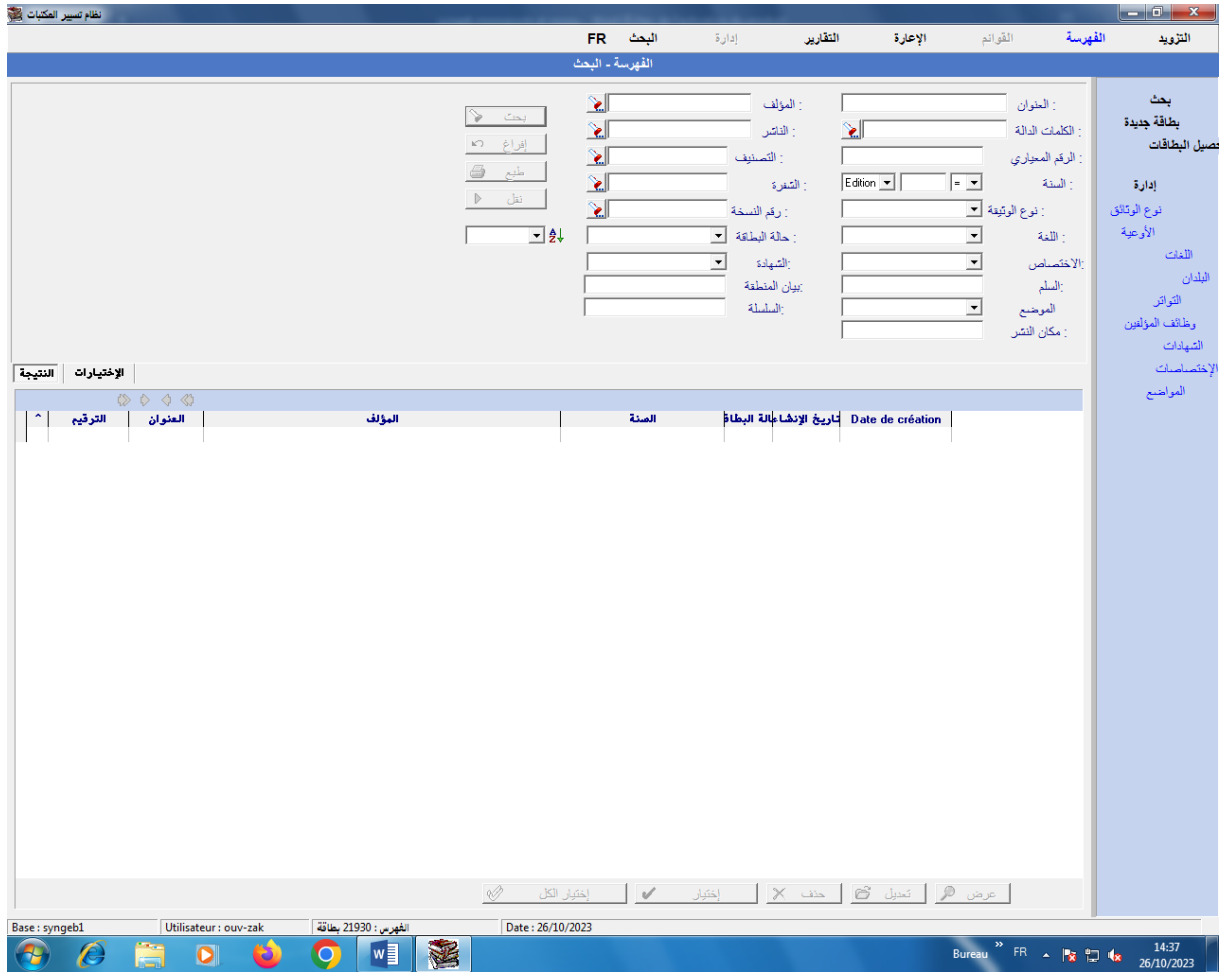 نظام تسيير المكتبات
التزويد الفهرسة القوائم الإعارة التقارير إدارة البحث FR
الفهرسة - البحث
بحث
بطاقة جديدة
حصيل البطاقات
إدارة
نوع الوثائق
الأوعية
اللغات
البلدان
التواتر
وظائف المؤلفين
الشهادات
الإختصاصات
المواضع
العنوان : المؤلف :
الكلمات الدالة : الناشر :
الرقم المعياري : التصنيف :
السنة : = Edition الشفرة :
نوع الوثيقة : رقم النسخة :
اللغة : حالة البطاقة :
الاختصاص: الشهادة:
السلم: بيان المنطقة:
الموضع السلسلة:
مكان النشر :
بحث
إفراغ
طبع
نقل
النتيجة الإختيارات
^ الترقيم العنوان المؤلف السنة الة البطاق تاريخ الإنشاء Date de création
عرض تعديل حذف إختيار إختيار الكل
Base : syngeb1 Utilisateur : ouv-zak الفهرس : 21930 بطاقة Date : 26/10/2023
Bureau » FR 14:37
26/10/2023